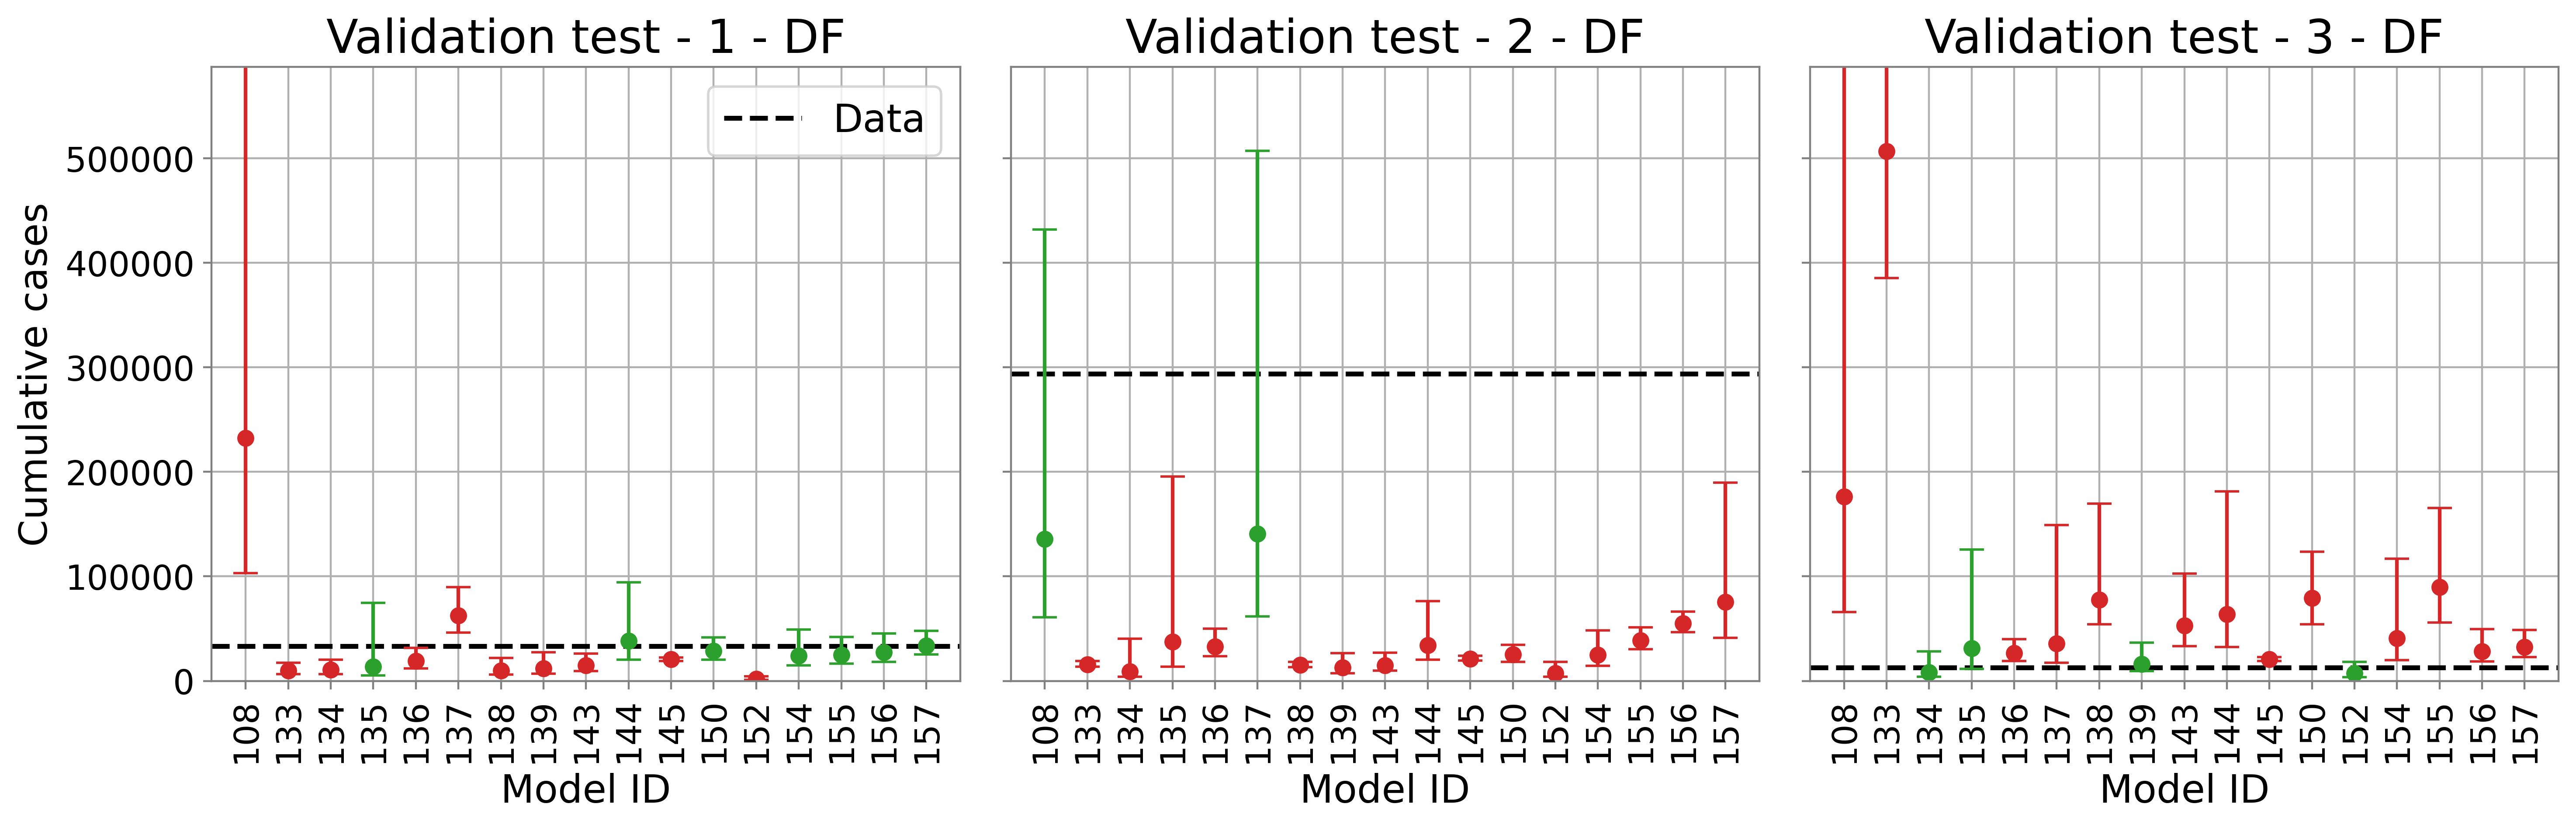 Validation test - 1 - DF
Validation test - 2 - DF
Validation test - 3 - DF
Data
Cumulative cases
500000
400000
300000
200000
100000
0
108 133 134 135 136 137 138 139 143 144 145 150 152 154 155 156 157
108 133 134 135 136 137 138 139 143 144 145 150 152 154 155 156 157
108 133 134 135 136 137 138 139 143 144 145 150 152 154 155 156 157
Model ID
Model ID
Model ID